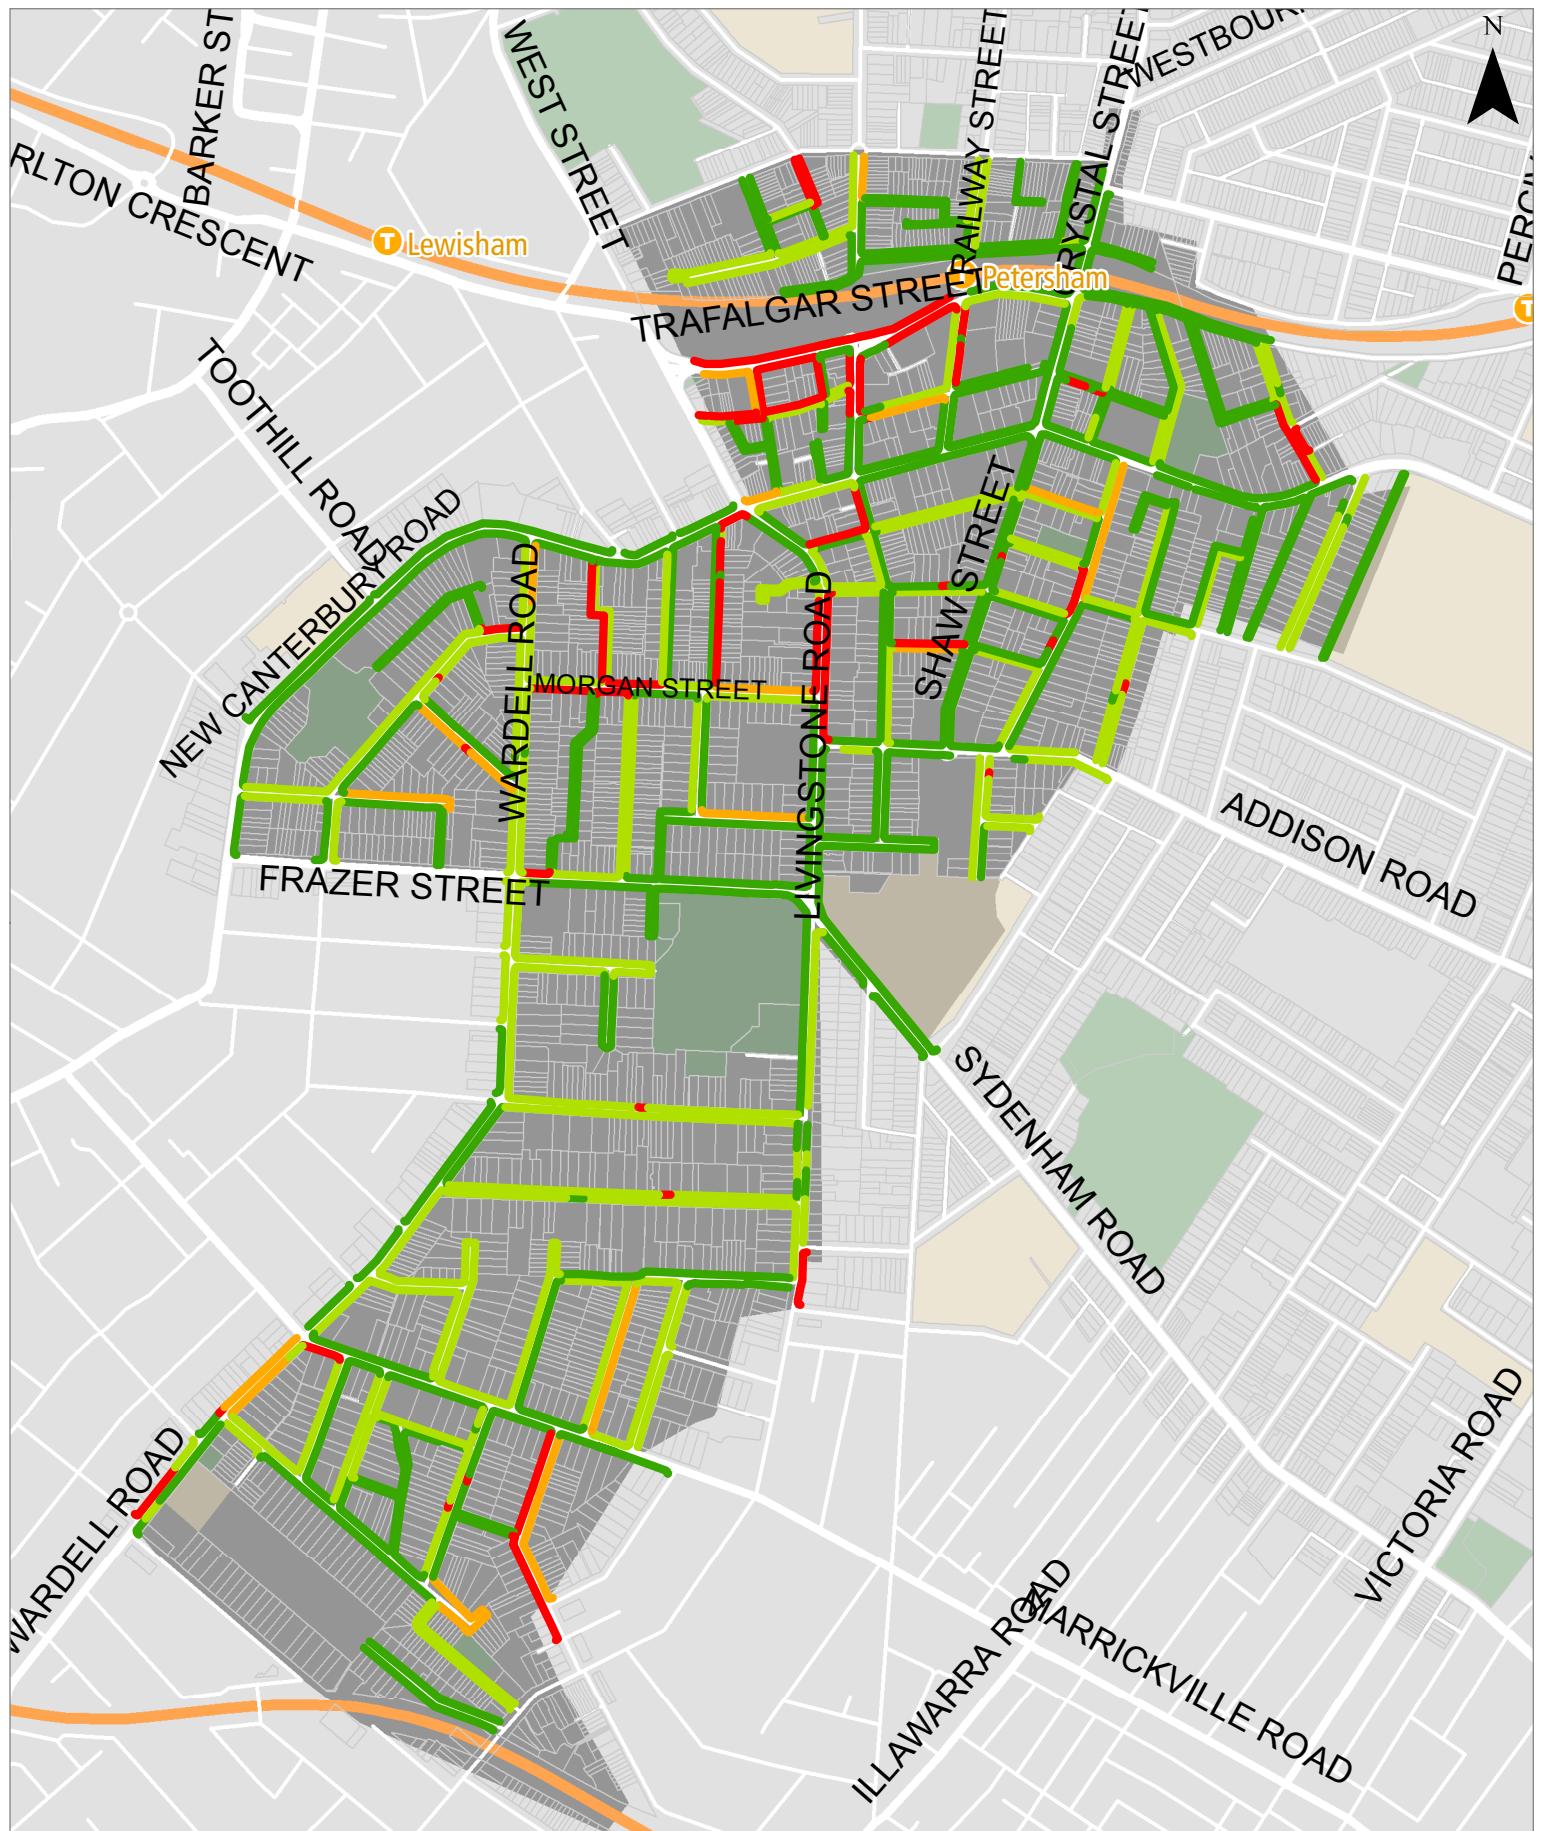 BARKER ST
WEST STREET
RAILWAY STREET
CRYSTAL STREET
WESTBOUR
N
RLTON CRESCENT
T Lewisham
T Petersham
PERCIV
T
TRAFALGAR STREET
TOOTHILL ROAD
NEW CANTERBURY ROAD
WARDELL ROAD
MORGAN STREET
LIVINGSTONE ROAD
SHAW STREET
ADDISON ROAD
FRAZER STREET
SYDENHAM ROAD
WARDELL ROAD
VICTORIA ROAD
ILLAWARRA ROAD
MARRICKVILLE ROAD